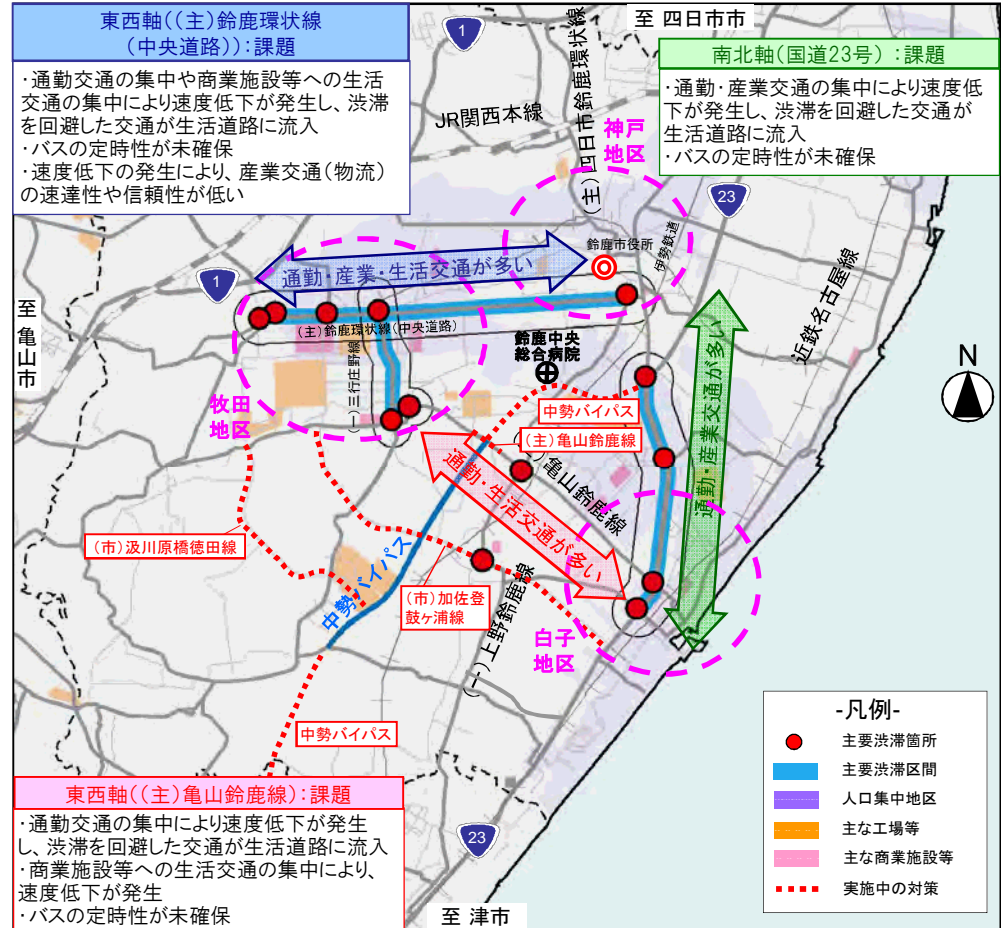 東西軸((主)鈴鹿環状線
(中央道路)):課題
・通勤交通の集中や商業施設等への生活
交通の集中により速度低下が発生し、渋滞
を回避した交通が生活道路に流入
・バスの定時性が未確保
・速度低下の発生により、産業交通(物流)
の速達性や信頼性が低い
至 四日市市
1
南北軸(国道23号):課題
・通勤・産業交通の集中により速度低
下が発生し、渋滞を回避した交通が
生活道路に流入
・バスの定時性が未確保
JR関西本線
(主)四日市鈴鹿環状線
神戸
地区
23
鈴鹿市役所
伊勢鉄道
近鉄名古屋線
1
通勤・産業・生活交通が多い
至 亀山市
(主)鈴鹿環状線(中央道路)
鈴鹿中央
総合病院
(一)三行庄野線
牧田
地区
中勢バイパス
(主)亀山鈴鹿線
(主)亀山鈴鹿線
通勤・産業交通が多い
通勤・生活交通が多い
N
(市)汲川原橋徳田線
中勢バイパス
(市)加佐登
鼓ヶ浦線
(一)上野鈴鹿線
白子
地区
中勢バイパス
東西軸((主)亀山鈴鹿線):課題
・通勤交通の集中により速度低下が発生
し、渋滞を回避した交通が生活道路に流入
・商業施設等への生活交通の集中により、
速度低下が発生
・バスの定時性が未確保
23
至 津市
-凡例-
主要渋滞箇所
主要渋滞区間
人口集中地区
主な工場等
主な商業施設等
実施中の対策